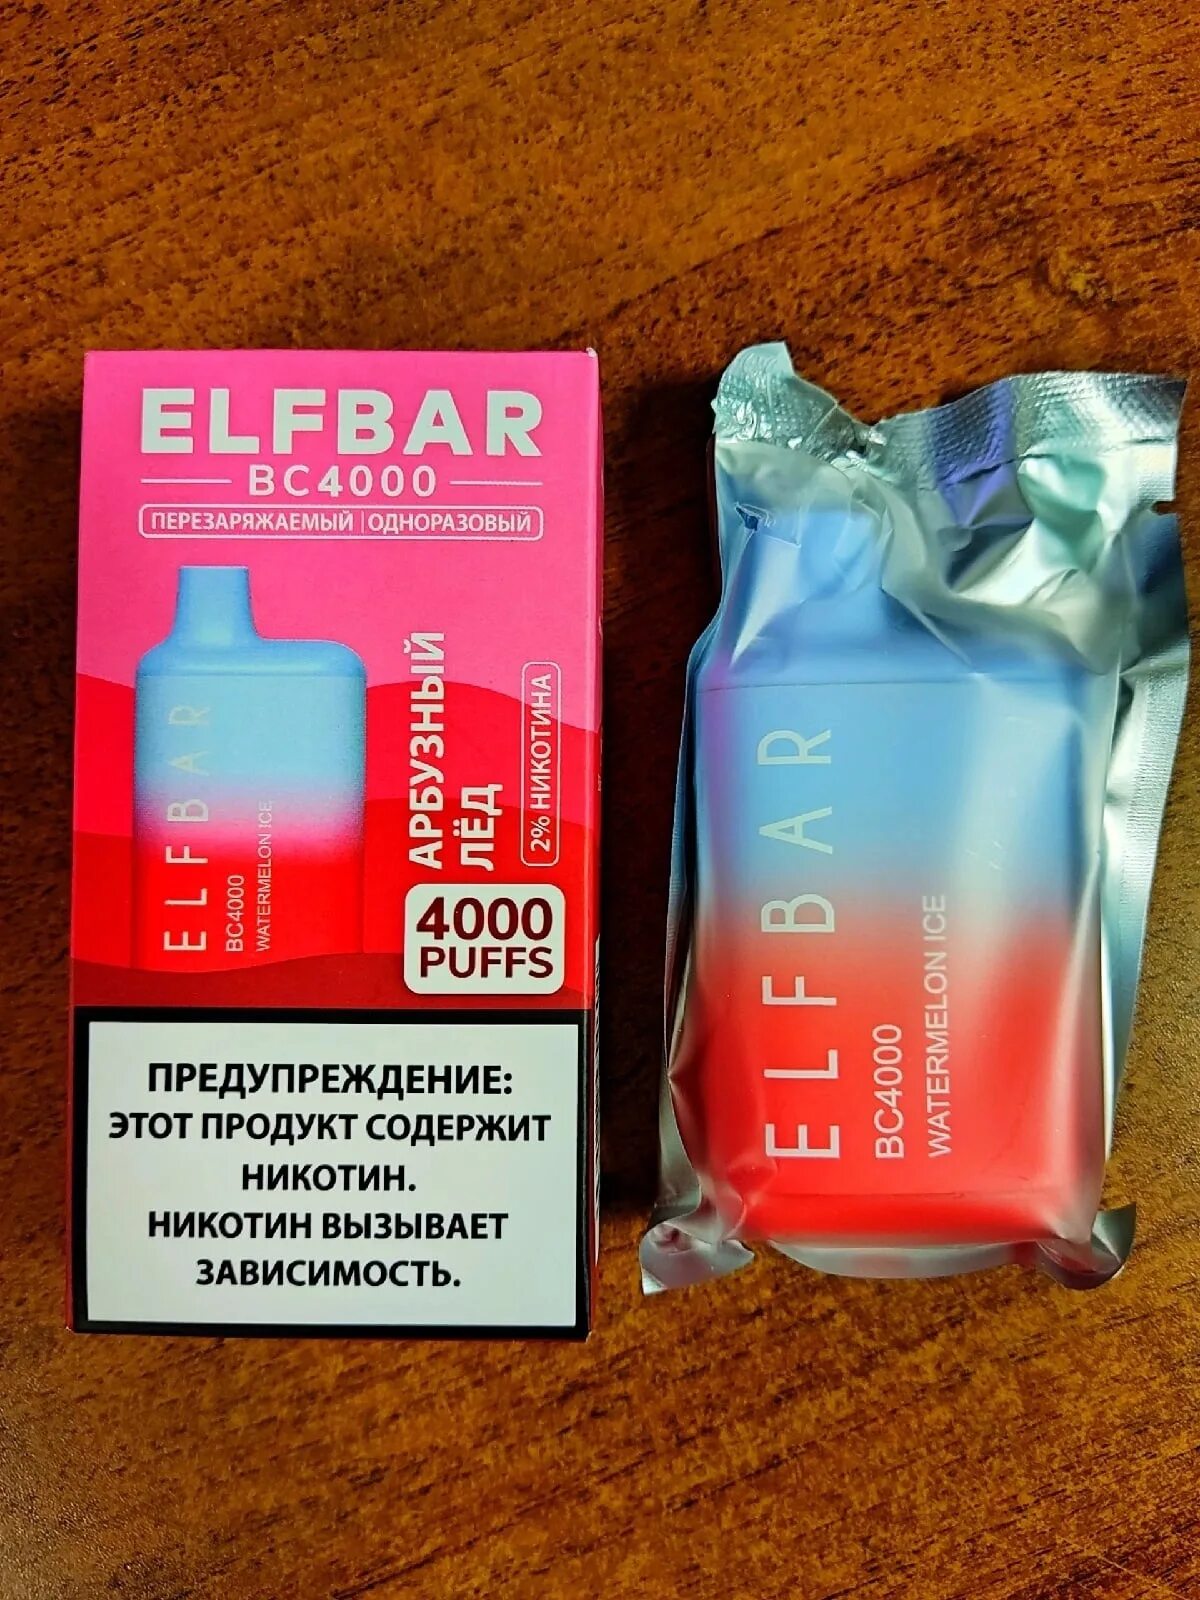 ELFBAR
BC4000
ПЕРЕЗАРЯЖАЕМЫЙ | ОДНОРАЗОВЫЙ
ELFBAR
BC4000
WATERMELON ICE
АРБУЗНЫЙ
ЛЁД
2% НИКОТИНА
4000
PUFFS
ПРЕДУПРЕЖДЕНИЕ:
ЭТОТ ПРОДУКТ СОДЕРЖИТ
НИКОТИН.
НИКОТИН ВЫЗЫВАЕТ
ЗАВИСИМОСТЬ.
ELFBAR
BC4000
WATERMELON ICE